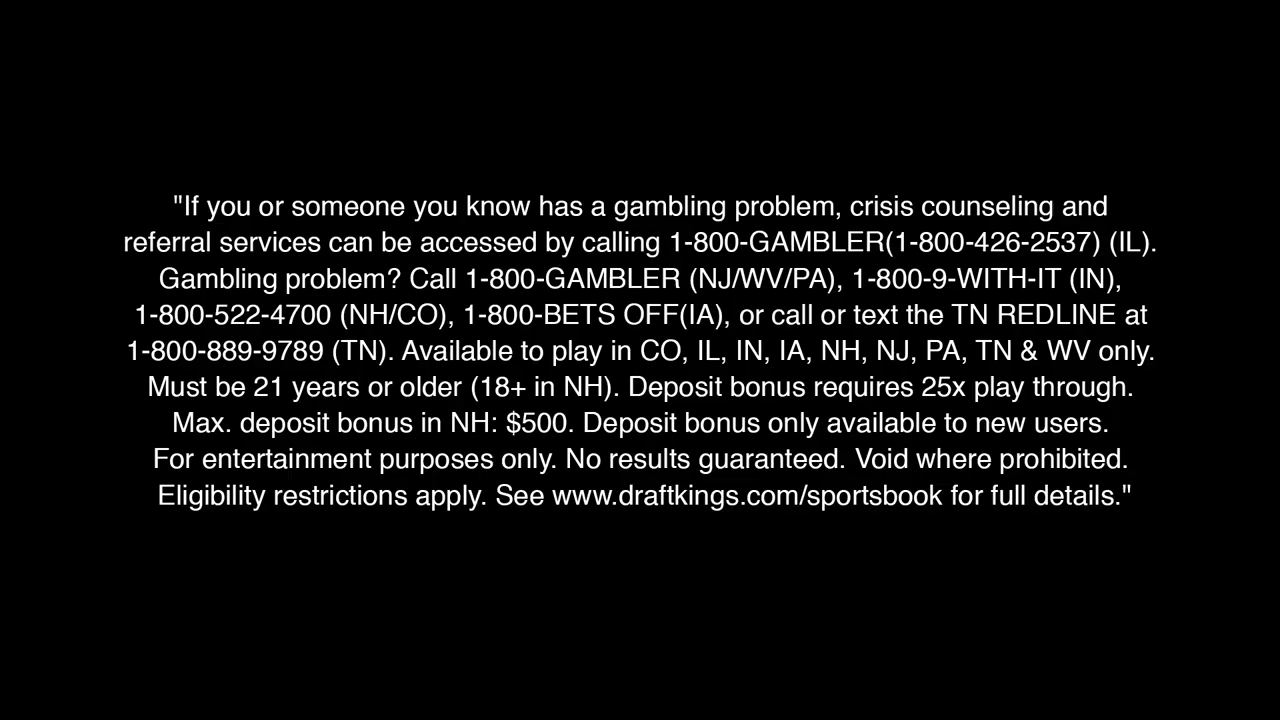 "If you or someone you know has a gambling problem, crisis counseling and
referral services can be accessed by calling 1-800-GAMBLER(1-800-426-2537) (IL).
Gambling problem? Call 1-800-GAMBLER (NJ/WV/PA), 1-800-9-WITH-IT (IN),
1-800-522-4700 (NH/CO), 1-800-BETS OFF(IA), or call or text the TN REDLINE at
1-800-889-9789 (TN). Available to play in CO, IL, IN, IA, NH, NJ, PA, TN & WV only.
Must be 21 years or older (18+ in NH). Deposit bonus requires 25x play through.
Max. deposit bonus in NH: $500. Deposit bonus only available to new users.
For entertainment purposes only. No results guaranteed. Void where prohibited.
Eligibility restrictions apply. See www.draftkings.com/sportsbook for full details."